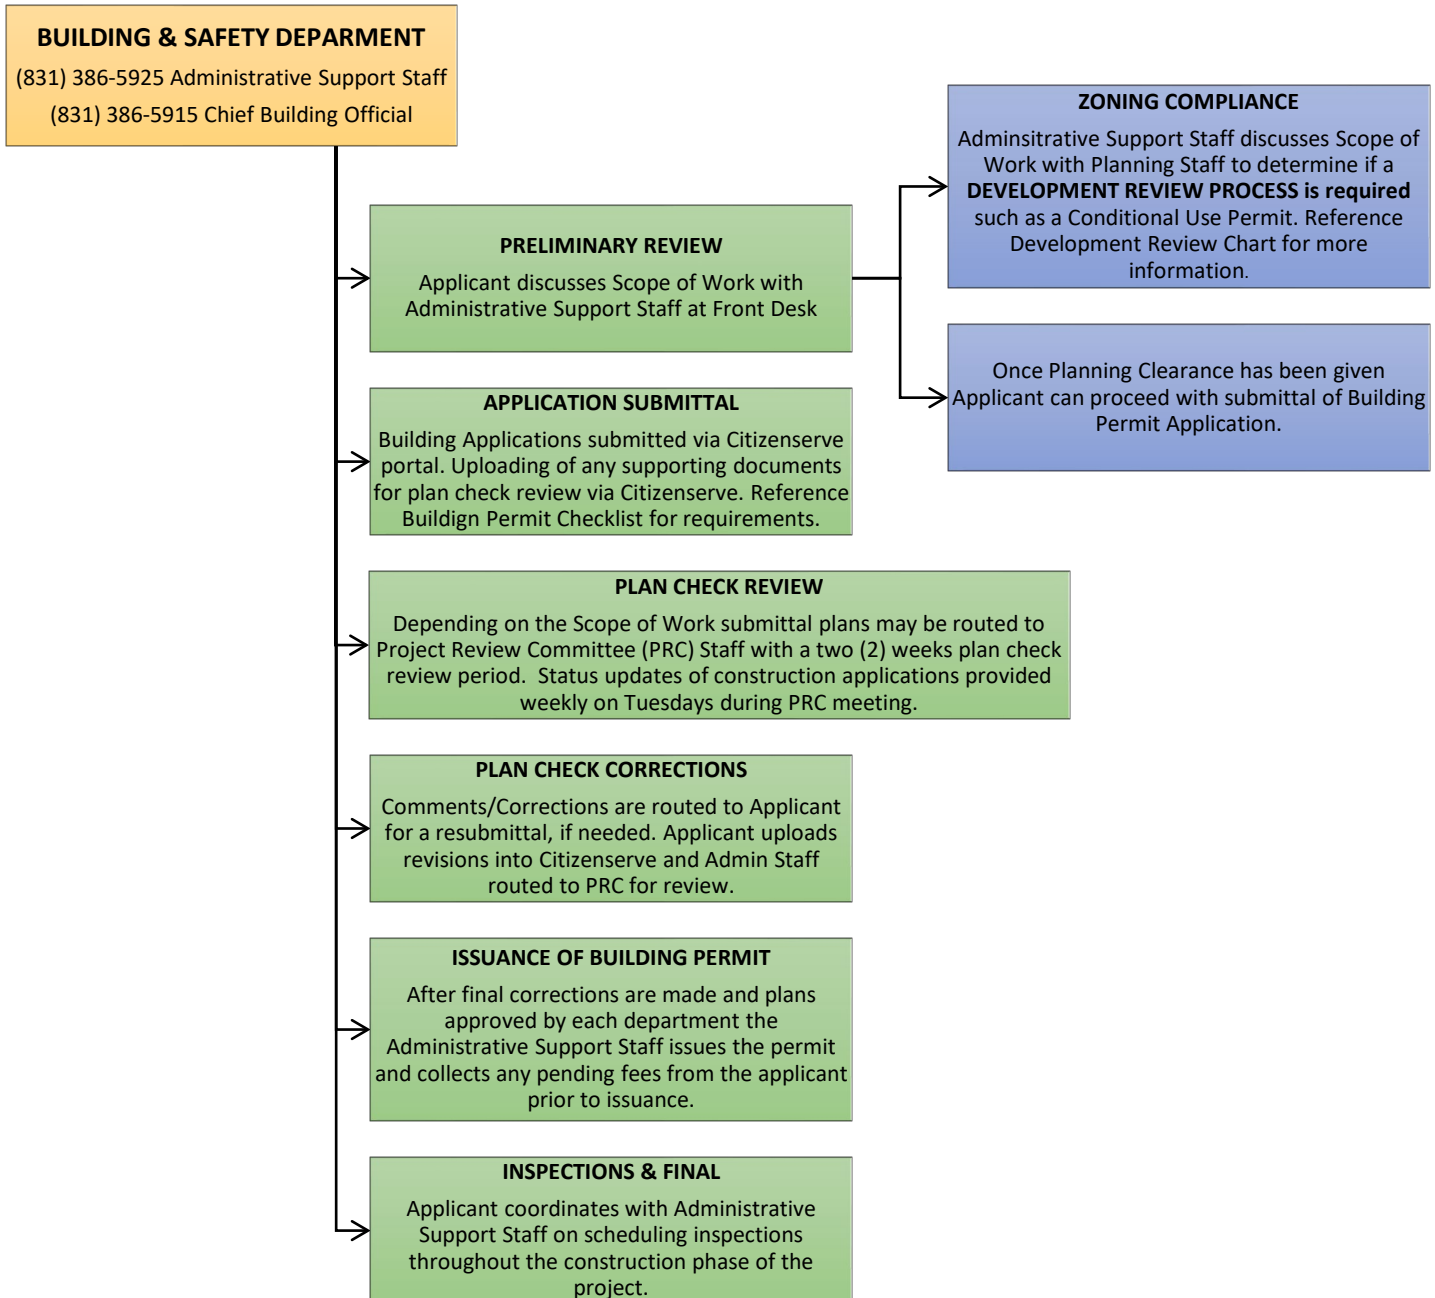 BUILDING & SAFETY DEPARMENT
(831) 386-5925 Administrative Support Staff
(831) 386-5915 Chief Building Official
ZONING COMPLIANCE
Adminsitrative Support Staff discusses Scope of
Work with Planning Staff to determine if a
DEVELOPMENT REVIEW PROCESS is required
such as a Conditional Use Permit. Reference
Development Review Chart for more
information.
PRELIMINARY REVIEW
Applicant discusses Scope of Work with
Administrative Support Staff at Front Desk
Once Planning Clearance has been given
Applicant can proceed with submittal of Building
Permit Application.
APPLICATION SUBMITTAL
Building Applications submitted via Citizenserve
portal. Uploading of any supporting documents
for plan check review via Citizenserve. Reference
Buildign Permit Checklist for requirements.
PLAN CHECK REVIEW
Depending on the Scope of Work submittal plans may be routed to
Project Review Committee (PRC) Staff with a two (2) weeks plan check
review period.  Status updates of construction applications provided
weekly on Tuesdays during PRC meeting.
PLAN CHECK CORRECTIONS
Comments/Corrections are routed to Applicant
for a resubmittal, if needed. Applicant uploads
revisions into Citizenserve and Admin Staff
routed to PRC for review.
ISSUANCE OF BUILDING PERMIT
After final corrections are made and plans
approved by each department the
Administrative Support Staff issues the permit
and collects any pending fees from the applicant
prior to issuance.
INSPECTIONS & FINAL
Applicant coordinates with Administrative
Support Staff on scheduling inspections
throughout the construction phase of the
project.